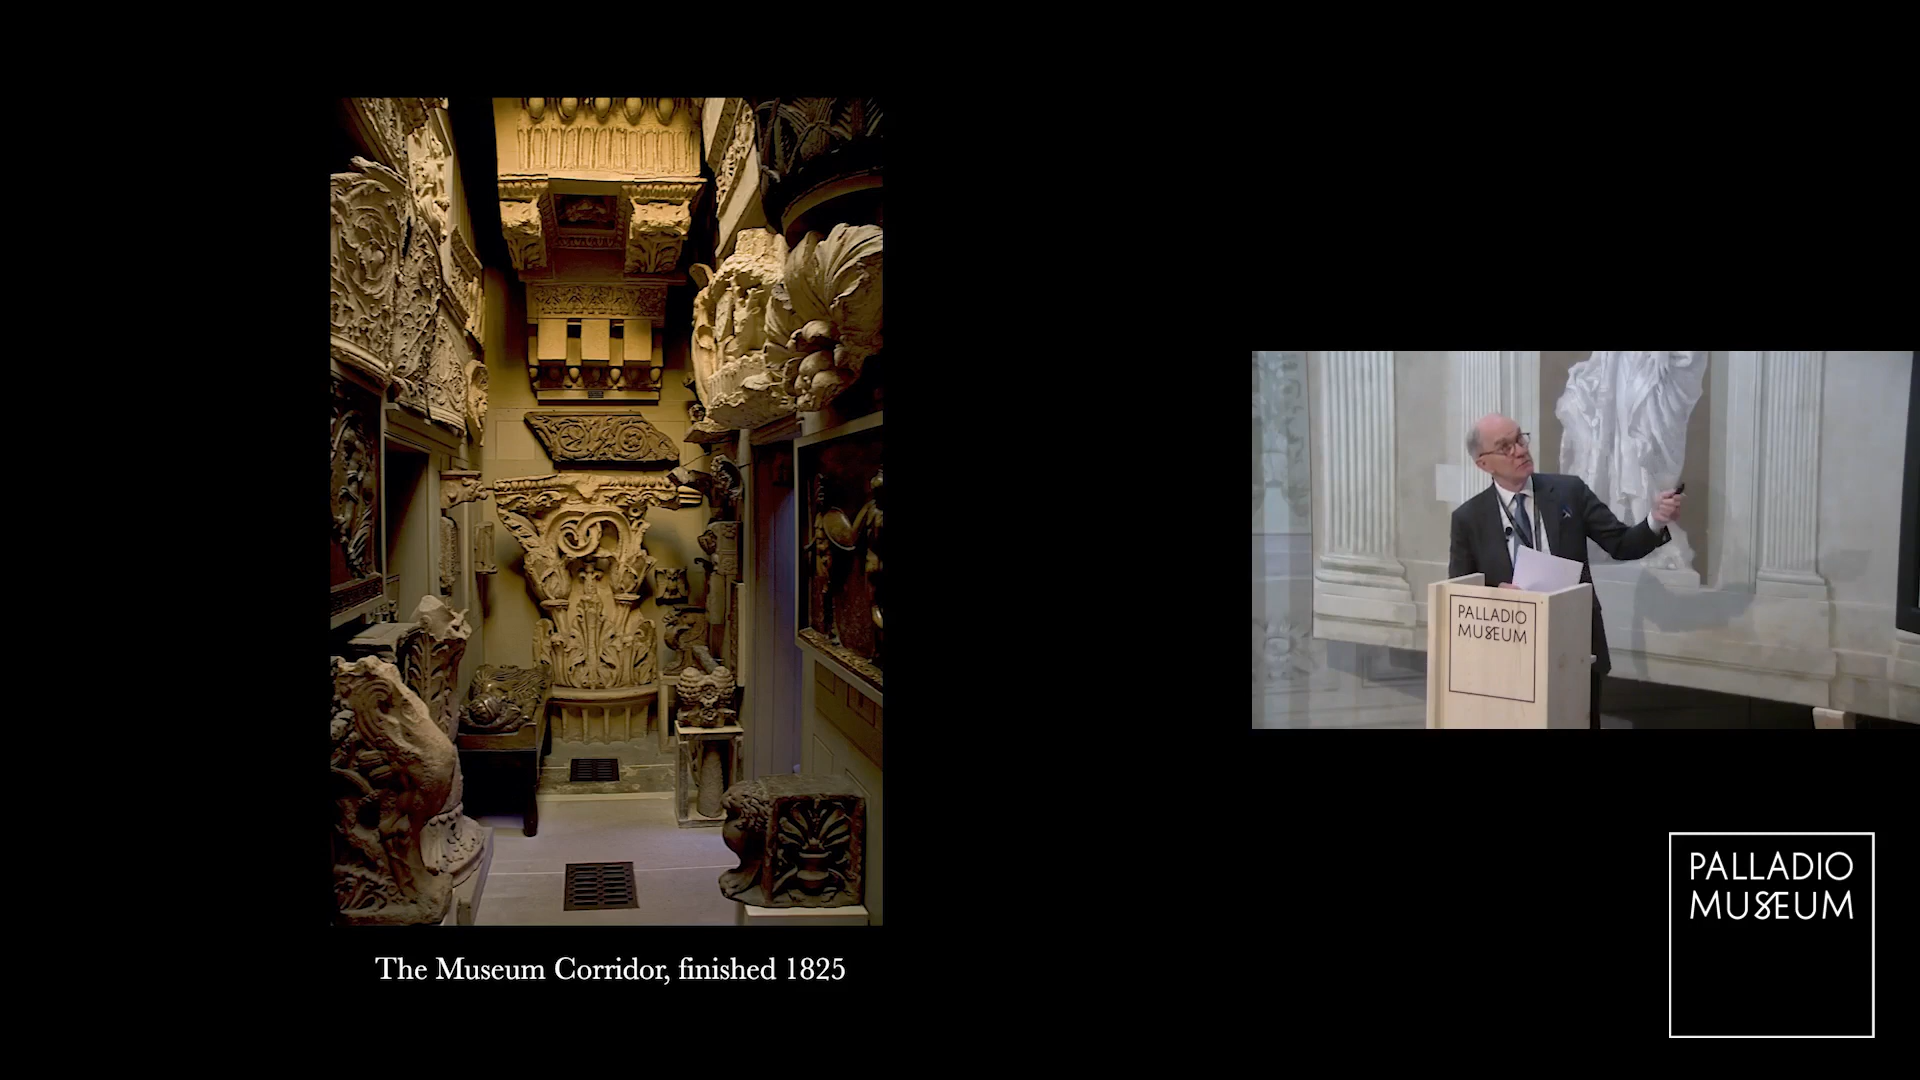 The Museum Corridor, finished 1825
PALLADIO
MUSEUM
PALLADIO
MUSEUM